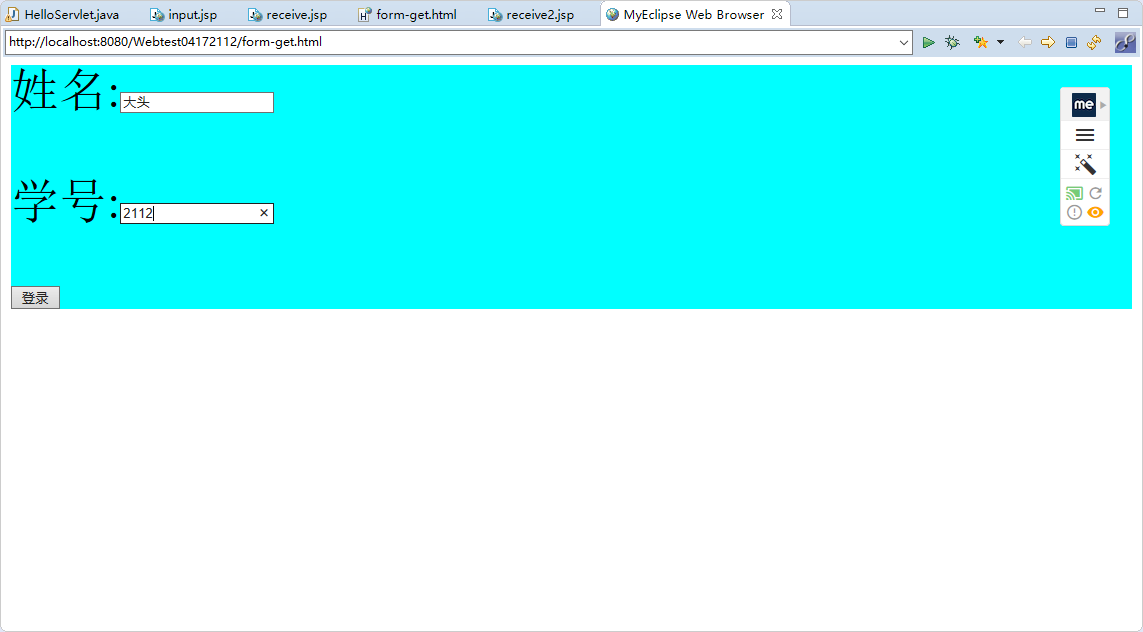 HelloServlet.java input.jsp receive.jsp form-get.html receive2.jsp MyEclipse Web Browser
http://localhost:8080/Webtest04172112/form-get.html
姓名:大头
me
学号:2112
登录